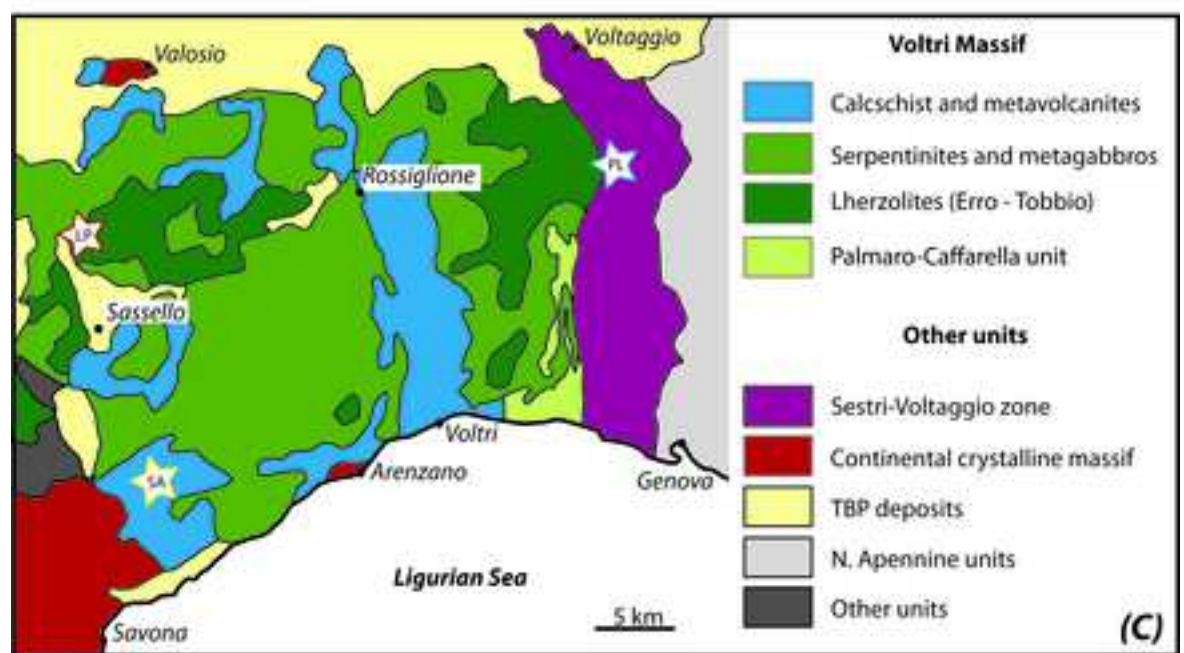 Valosio
Voltaggio
PL
Rossiglione
LP
Sassello
SA
Voltri
Arenzano
Genova
Ligurian Sea
5 km
Savona
Voltri Massif
Calcschist and metavolcanites
Serpentinites and metagabbros
Lherzolites (Erro - Tobbio)
Palmaro-Caffarella unit
Other units
Sestri-Voltaggio zone
Continental crystalline massif
TBP deposits
N. Apennine units
Other units
(C)